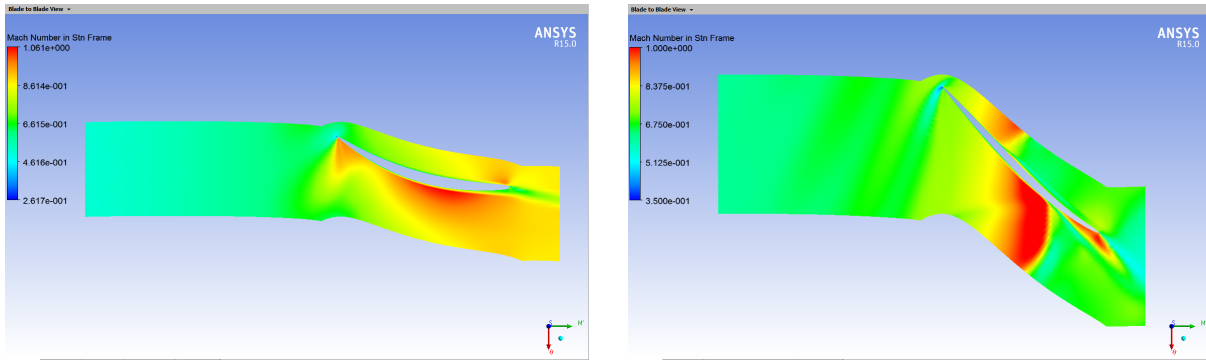 Blade to Blade View
Mach Number in Stn Frame
1.061e+000
8.614e-001
6.615e-001
4.616e-001
2.617e-001
ANSYS
R15.0
M'
S
θ
Blade to Blade View
Mach Number in Stn Frame
1.000e+000
8.375e-001
6.750e-001
5.125e-001
3.500e-001
ANSYS
R15.0
M'
S
θ